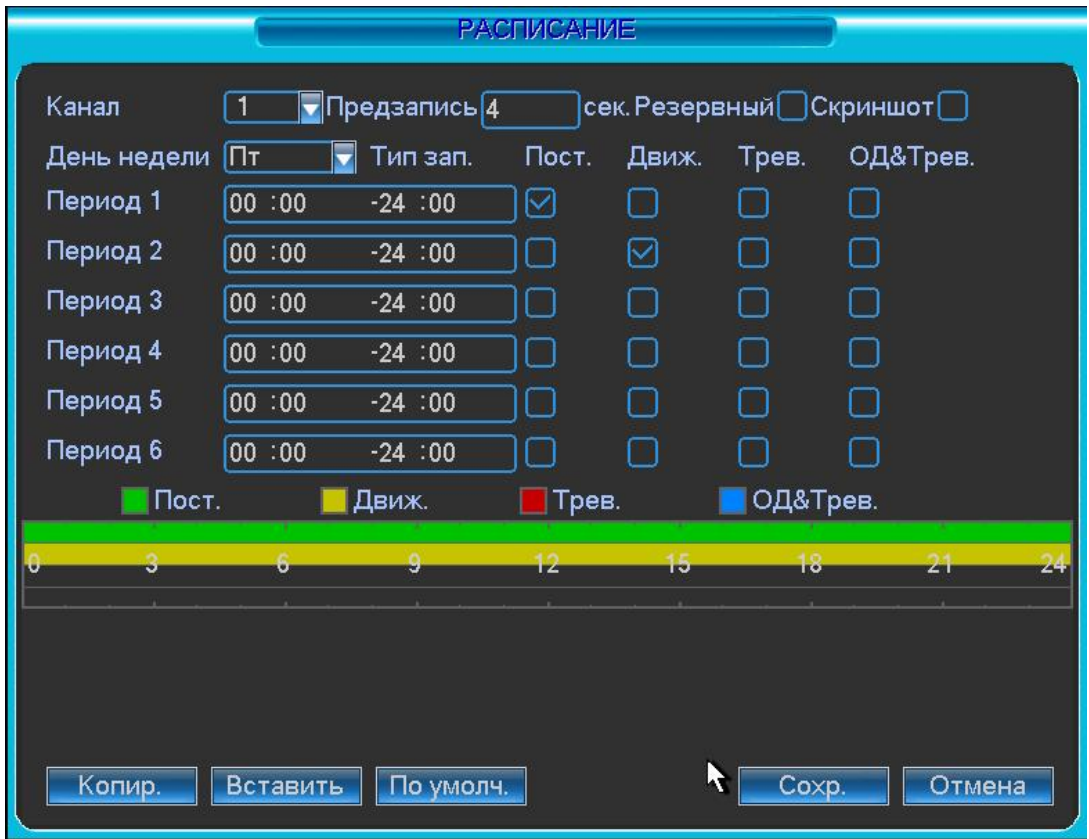 РАСПИСАНИЕ
Канал 1 Предзапись 4 сек. Резервный Скриншот
День недели Пт Тип зап. Пост. Движ. Трев. ОД&Трев.
Период 1 00 :00 -24 :00
Период 2 00 :00 -24 :00
Период 3 00 :00 -24 :00
Период 4 00 :00 -24 :00
Период 5 00 :00 -24 :00
Период 6 00 :00 -24 :00
Пост. Движ. Трев. ОД&Трев.
0 3 6 9 12 15 18 21 24
Копир. Вставить По умолч. Сохр. Отмена